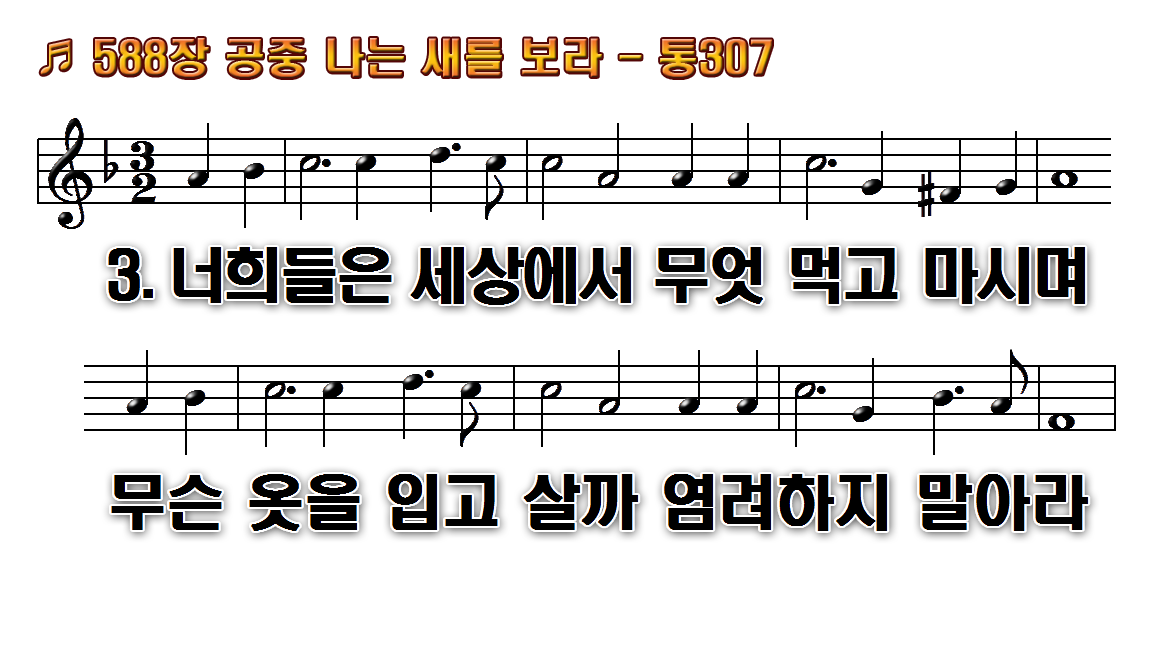 ♬ 588장 공중 나는 새를 보라 - 통307
3. 너희들은 세상에서 무엇 먹고 마시며
무슨 옷을 입고 살까 염려하지 말아라